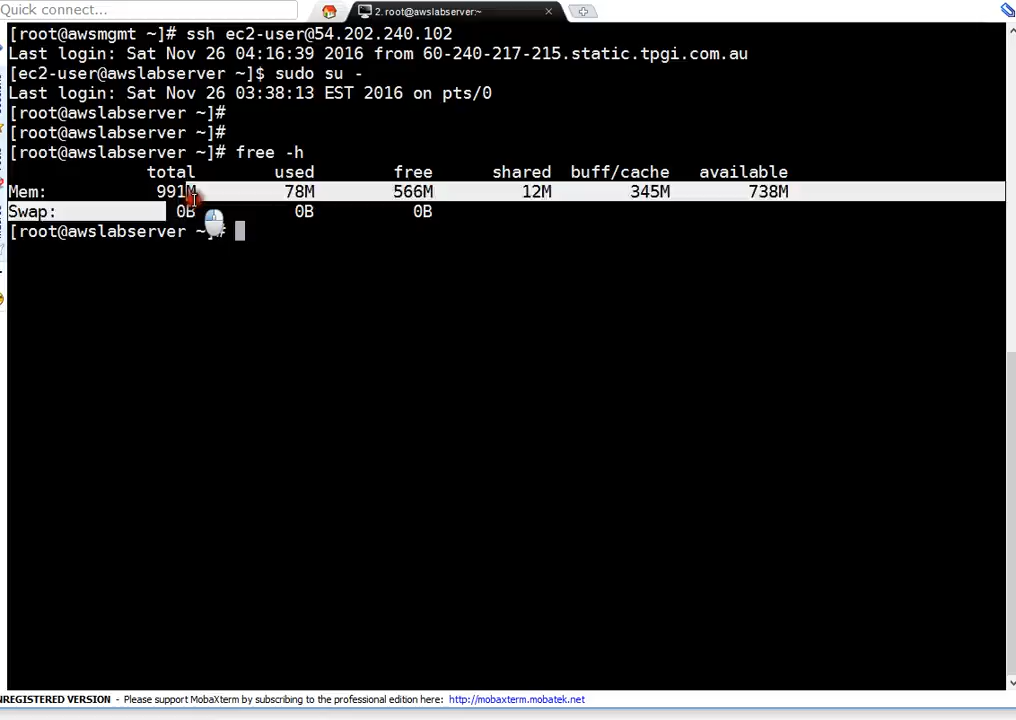 Quick connect...
2. root@awslabserver:~
[root@awsmgmt ~]# ssh ec2-user@54.202.240.102
Last login: Sat Nov 26 04:16:39 2016 from 60-240-217-215.static.tpgi.com.au
[ec2-user@awslabserver ~]$ sudo su -
Last login: Sat Nov 26 03:38:13 EST 2016 on pts/0
[root@awslabserver ~]#
[root@awslabserver ~]#
[root@awslabserver ~]# free -h
total used free shared buff/cache available
Mem: 991M 78M 566M 12M 345M 738M
Swap: 0B 0B 0B
[root@awslabserver ~]#
NREGISTERED VERSION - Please support MobaXterm by subscribing to the professional edition here: http://mobaxterm.mobatek.net